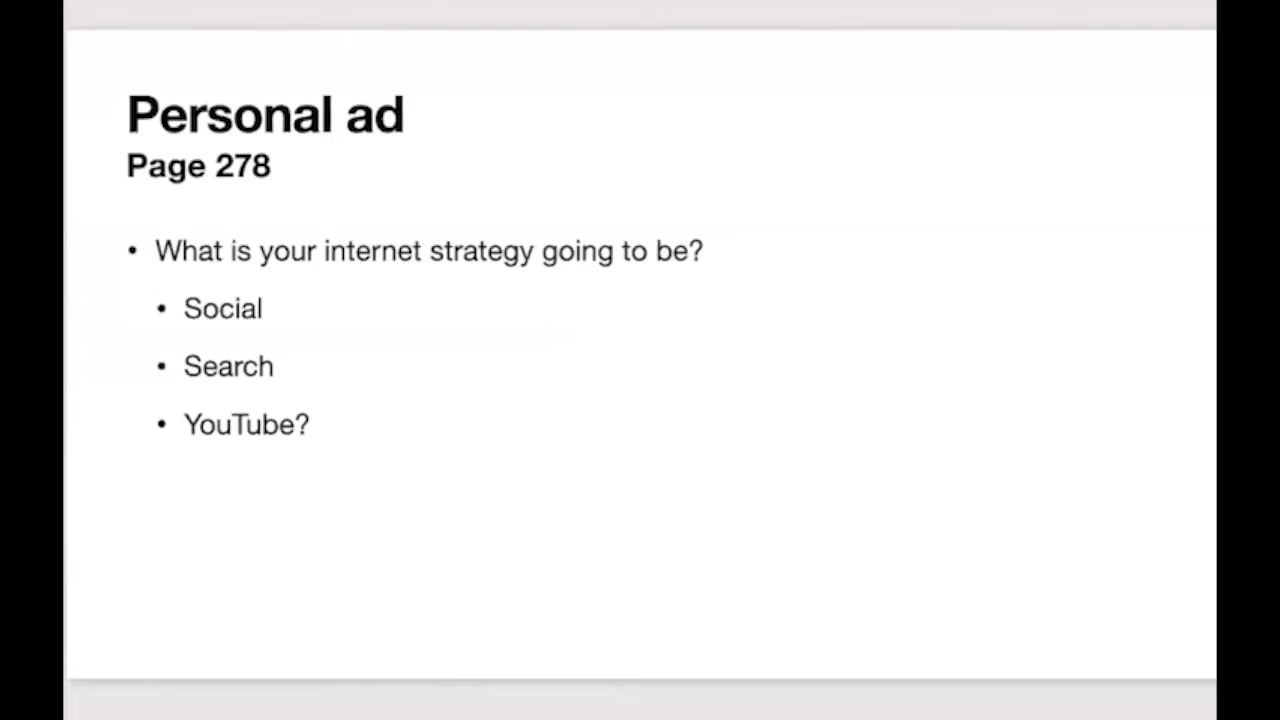 Personal ad
Page 278
• What is your internet strategy going to be?
• Social
• Search
• YouTube?